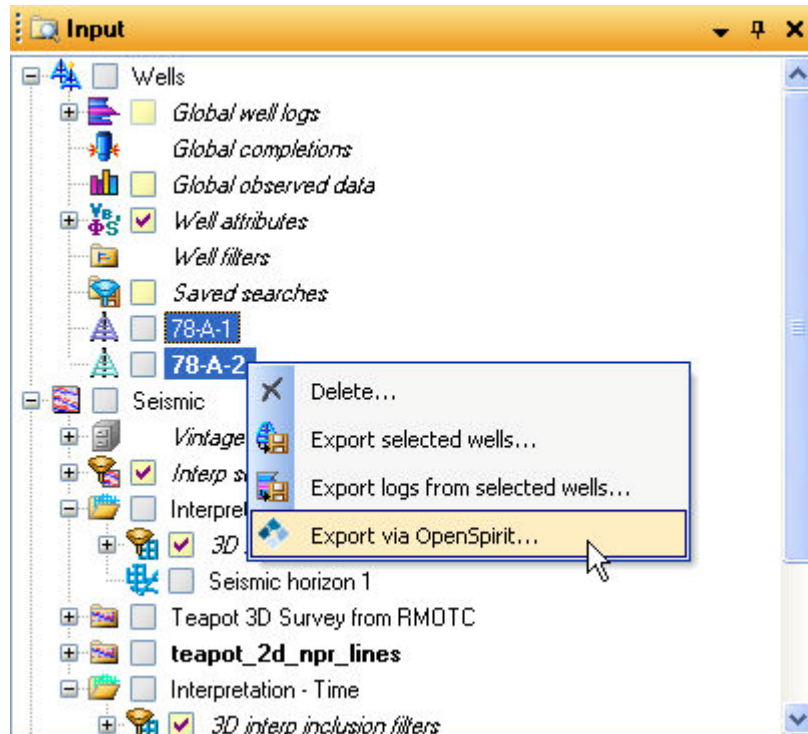 Input
Wells
Global well logs
Global completions
Global observed data
Well attributes
Well filters
Saved searches
78-A-1
78-A-2
Delete...
Seismic
Vintage
Export selected wells...
Interp s
Export logs from selected wells...
Interpret
Export via OpenSpirit...
3D
Seismic horizon 1
Teapot 3D Survey from RMOTC
teapot_2d_npr_lines
Interpretation - Time
3D interp inclusion filters